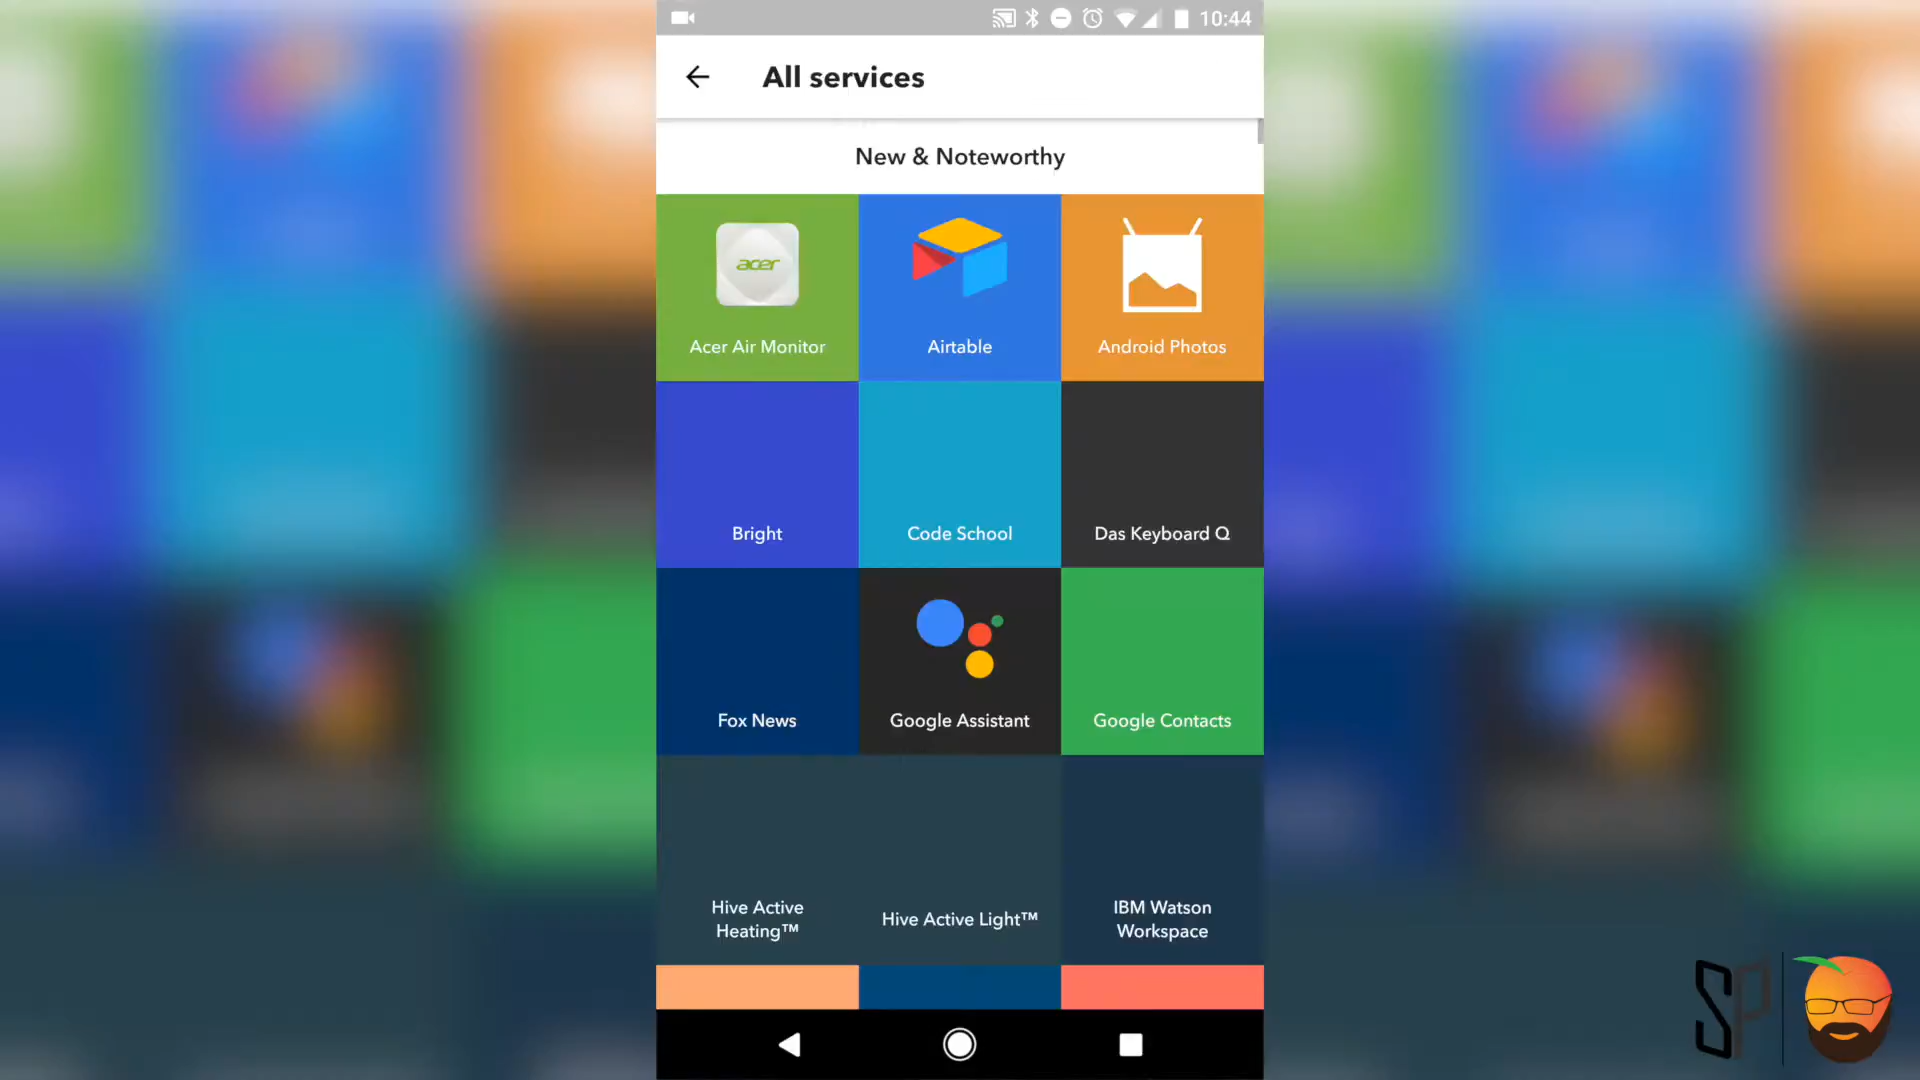 10:44
All services
New & Noteworthy
acer
Acer Air Monitor
Airtable
Android Photos
Bright
Code School
Das Keyboard Q
Fox News
Google Assistant
Google Contacts
Hive Active
Heating™
Hive Active Light™
IBM Watson
Workspace
SP